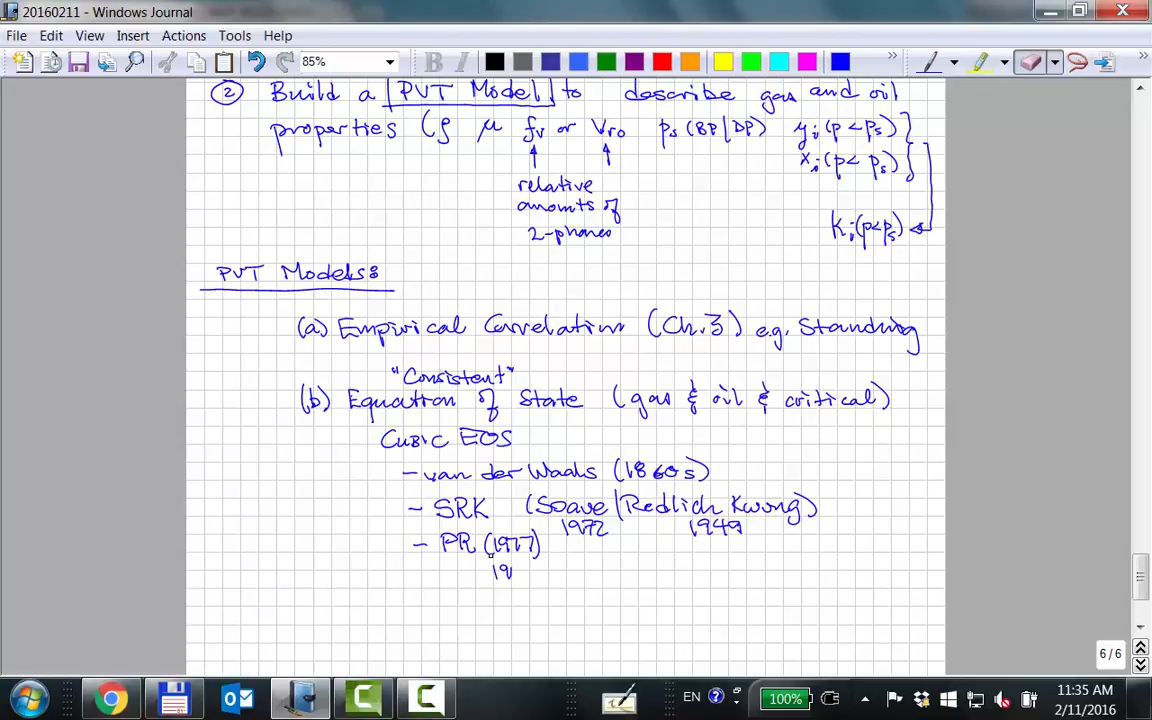 20160211 - Windows Journal
File Edit View Insert Actions Tools Help
85%
② Build a PVT Model to describe gas and oil
properties (ρ μ fv or Vro ps (BP|DP) yi (p<ps)
xi (p<ps)
relative
amounts of
2-phases
Ki (p<ps)
PVT Models:
(a) Empirical Correlation (Ch.3) e.g. Standing
"Consistent"
(b) Equation of State (gas & oil & critical)
Cubic EOS
- van der Waals (1860s)
- SRK (Soave/Redlich Kwong)
1972 1949
- PR (1977)
19
6 / 6
EN 100% 11:35 AM
2/11/2016